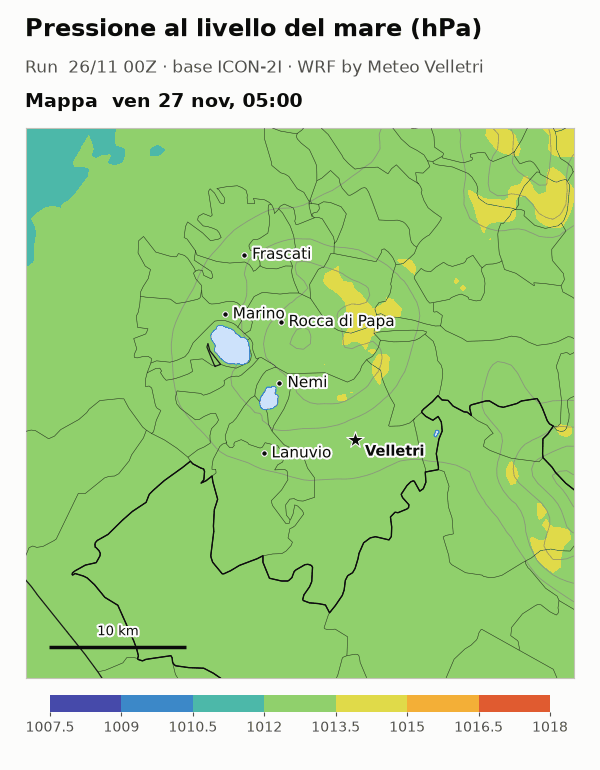 Pressione al livello del mare (hPa)
Run  26/11 00Z · base ICON-2I · WRF by Meteo Velletri
Mappa  ven 27 nov, 05:00
Frascati
Marino
Rocca di Papa
Nemi
Velletri
Lanuvio
10 km
1007.5 1009 1010.5 1012 1013.5 1015 1016.5 1018